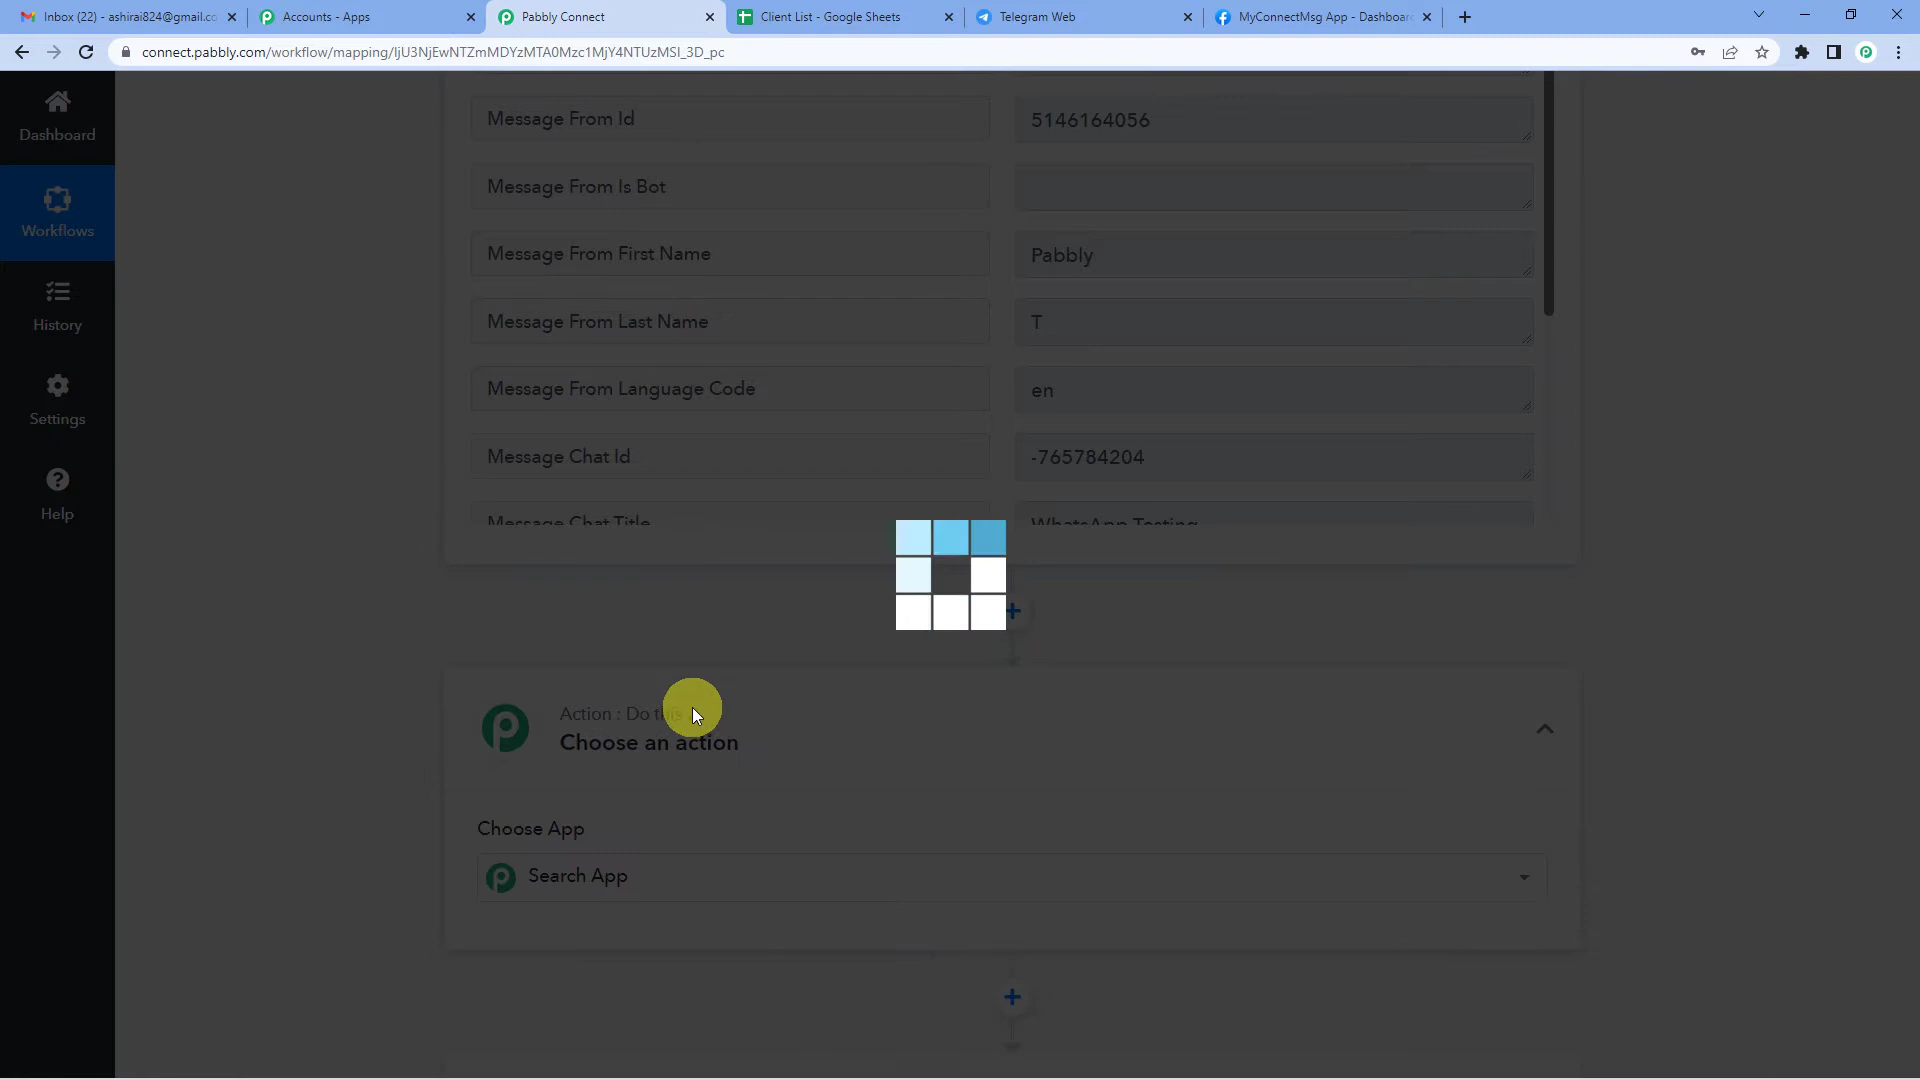 Inbox (22) - ashirai824@gmail.co
Accounts - Apps
Pabbly Connect
Client List - Google Sheets
Telegram Web
MyConnectMsg App - Dashboar
connect.pabbly.com/workflow/mapping/IjU3NjEwNTZmMDYzMTA0Mzc1MjY4NTUzMSI_3D_pc
Dashboard
Workflows
History
Settings
Help
Message From Id
5146164056
Message From Is Bot
Message From First Name
Pabbly
Message From Last Name
T
Message From Language Code
en
Message Chat Id
-765784204
Message Chat Title
WhatsApp Testing
Action : Do this
Choose an action
Choose App
Search App